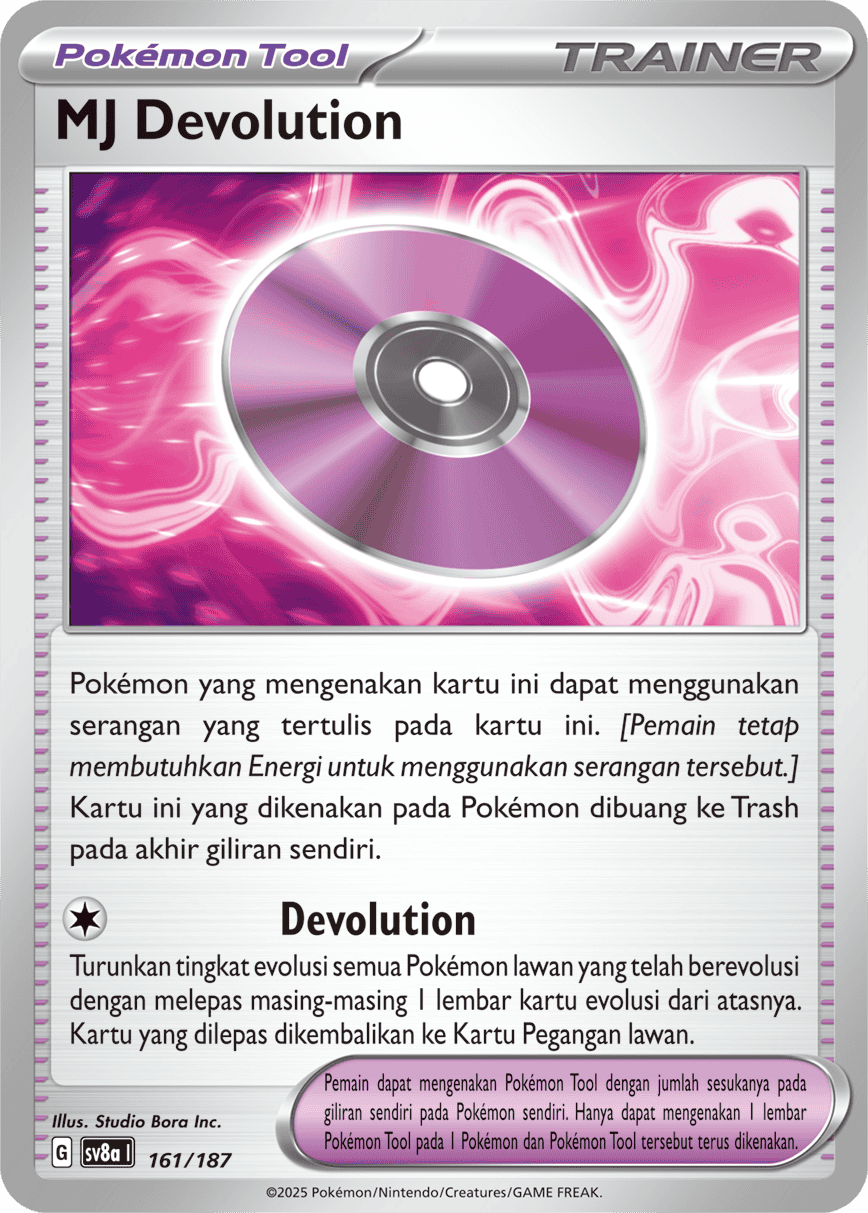 Pokémon Tool
TRAINER
MJ Devolution
Pokémon yang mengenakan kartu ini dapat menggunakan
serangan yang tertulis pada kartu ini. [Pemain tetap
membutuhkan Energi untuk menggunakan serangan tersebut.]
Kartu ini yang dikenakan pada Pokémon dibuang ke Trash
pada akhir giliran sendiri.
Devolution
Turunkan tingkat evolusi semua Pokémon lawan yang telah berevolusi
dengan melepas masing-masing 1 lembar kartu evolusi dari atasnya.
Kartu yang dilepas dikembalikan ke Kartu Pegangan lawan.
Pemain dapat mengenakan Pokémon Tool dengan jumlah sesukanya pada
giliran sendiri pada Pokémon sendiri. Hanya dapat mengenakan 1 lembar
Pokémon Tool pada 1 Pokémon dan Pokémon Tool tersebut terus dikenakan.
Illus. Studio Bora Inc.
G sv8a I 161/187
©2025 Pokémon/Nintendo/Creatures/GAME FREAK.